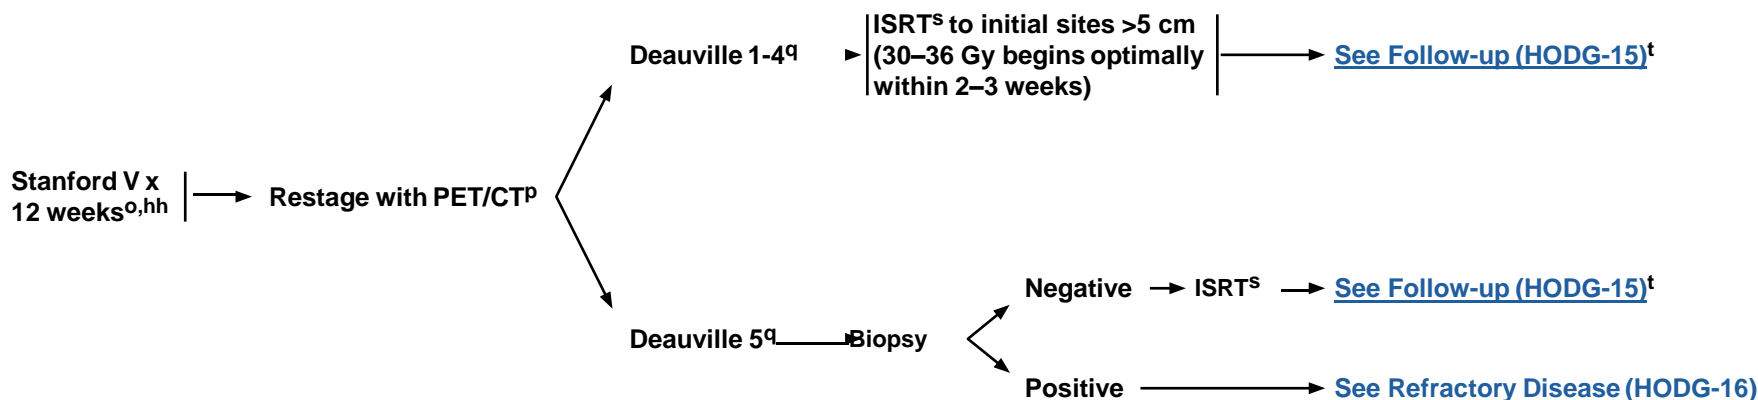 Deauville 1-4q
ISRTs to initial sites >5 cm
(30–36 Gy begins optimally
within 2–3 weeks)
See Follow-up (HODG-15)t
Stanford V x
12 weekso,hh
Restage with PET/CTp
Deauville 5q
Biopsy
Negative
ISRTs
See Follow-up (HODG-15)t
Positive
See Refractory Disease (HODG-16)